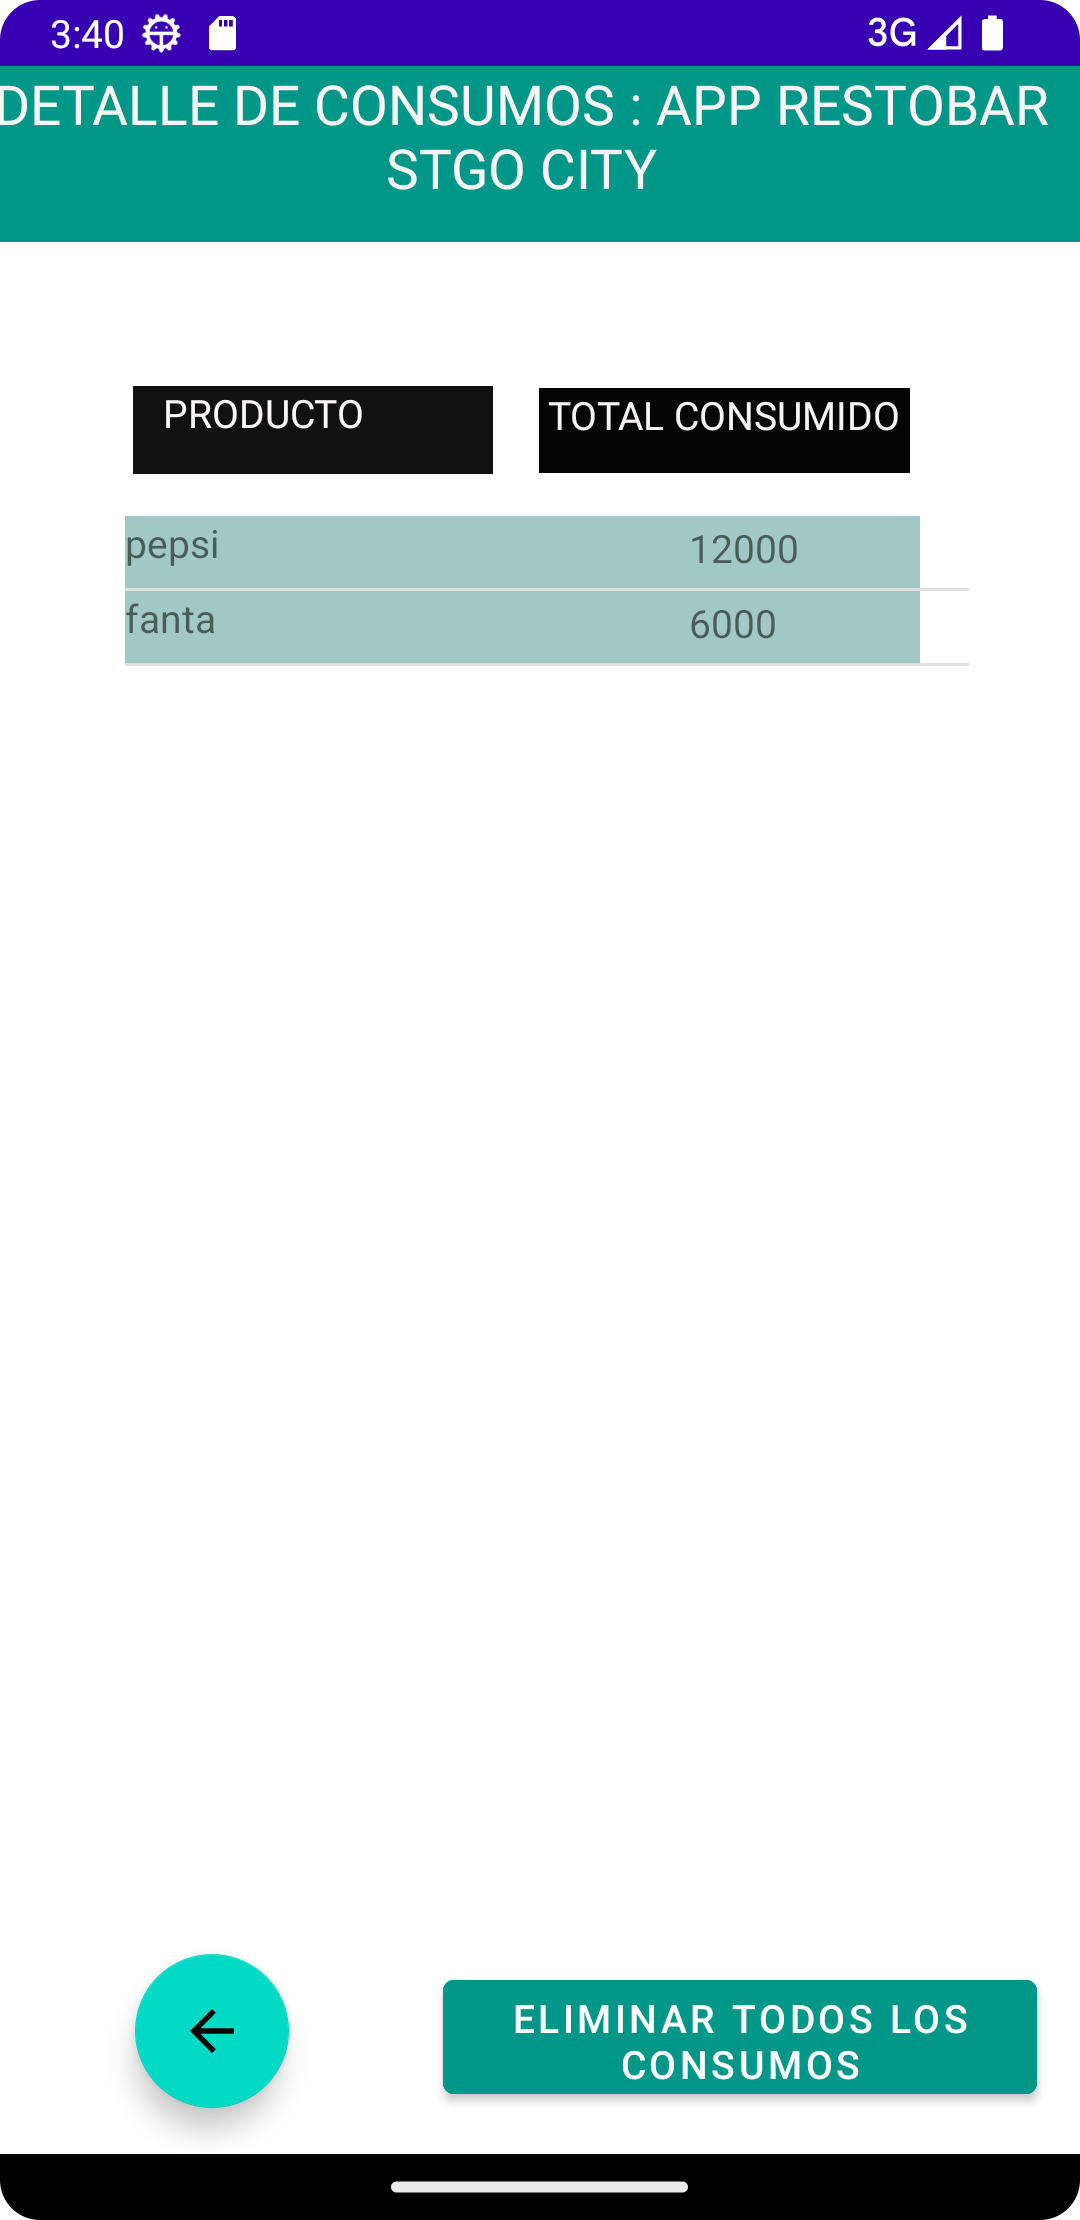 3:40 3G
DETALLE DE CONSUMOS : APP RESTOBAR
STGO CITY
PRODUCTO TOTAL CONSUMIDO
pepsi 12000
fanta 6000
ELIMINAR TODOS LOS
CONSUMOS